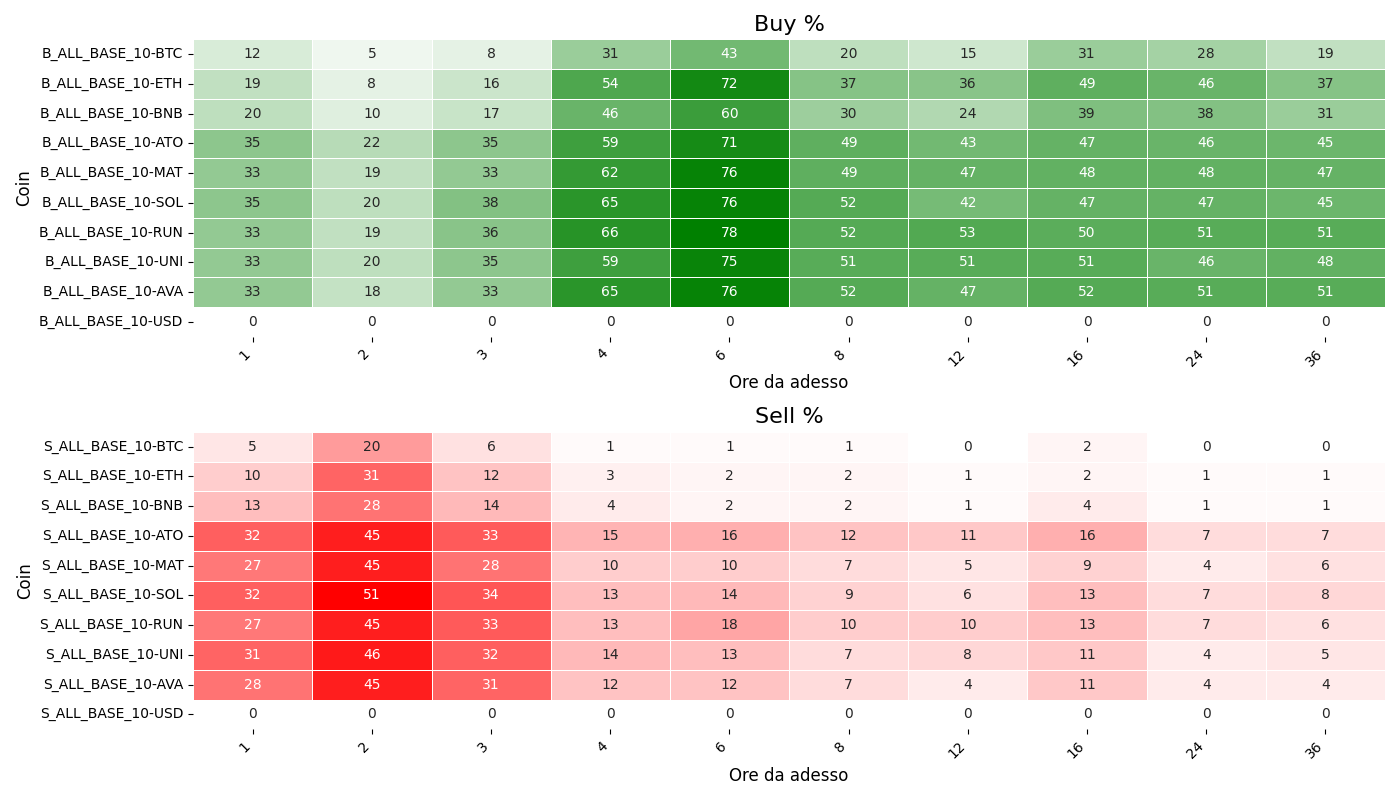 Buy %
Coin
B_ALL_BASE_10-BTC 12 5 8 31 43 20 15 31 28 19
B_ALL_BASE_10-ETH 19 8 16 54 72 37 36 49 46 37
B_ALL_BASE_10-BNB 20 10 17 46 60 30 24 39 38 31
B_ALL_BASE_10-ATO 35 22 35 59 71 49 43 47 46 45
B_ALL_BASE_10-MAT 33 19 33 62 76 49 47 48 48 47
B_ALL_BASE_10-SOL 35 20 38 65 76 52 42 47 47 45
B_ALL_BASE_10-RUN 33 19 36 66 78 52 53 50 51 51
B_ALL_BASE_10-UNI 33 20 35 59 75 51 51 51 46 48
B_ALL_BASE_10-AVA 33 18 33 65 76 52 47 52 51 51
B_ALL_BASE_10-USD 0 0 0 0 0 0 0 0 0 0
1 2 3 4 6 8 12 16 24 36
Ore da adesso
Sell %
Coin
S_ALL_BASE_10-BTC 5 20 6 1 1 1 0 2 0 0
S_ALL_BASE_10-ETH 10 31 12 3 2 2 1 2 1 1
S_ALL_BASE_10-BNB 13 28 14 4 2 2 1 4 1 1
S_ALL_BASE_10-ATO 32 45 33 15 16 12 11 16 7 7
S_ALL_BASE_10-MAT 27 45 28 10 10 7 5 9 4 6
S_ALL_BASE_10-SOL 32 51 34 13 14 9 6 13 7 8
S_ALL_BASE_10-RUN 27 45 33 13 18 10 10 13 7 6
S_ALL_BASE_10-UNI 31 46 32 14 13 7 8 11 4 5
S_ALL_BASE_10-AVA 28 45 31 12 12 7 4 11 4 4
S_ALL_BASE_10-USD 0 0 0 0 0 0 0 0 0 0
1 2 3 4 6 8 12 16 24 36
Ore da adesso